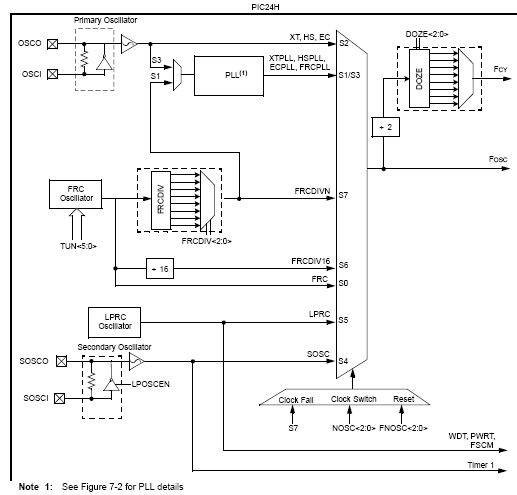 PIC24H
Primary Oscillator
DOZE<2:0>
OSCO
XT, HS, EC
S2
S3
XTPLL, HSPLL,
ECPLL, FRCPLL
OSCI
S1
PLL(1)
S1/S3
DOZE
FCY
÷ 2
FOSC
FRC
Oscillator
FRCDIV
FRCDIVN
S7
TUN<5:0>
FRCDIV<2:0>
÷ 16
FRCDIV16
S6
FRC
S0
LPRC
Oscillator
LPRC
S5
Secondary Oscillator
SOSCO
SOSC
S4
LPOSCEN
SOSCI
Clock Fail
Clock Switch
Reset
S7
NOSC<2:0>
FNOSC<2:0>
WDT, PWRT,
FSCM
Timer 1
Note 1: See Figure 7-2 for PLL details